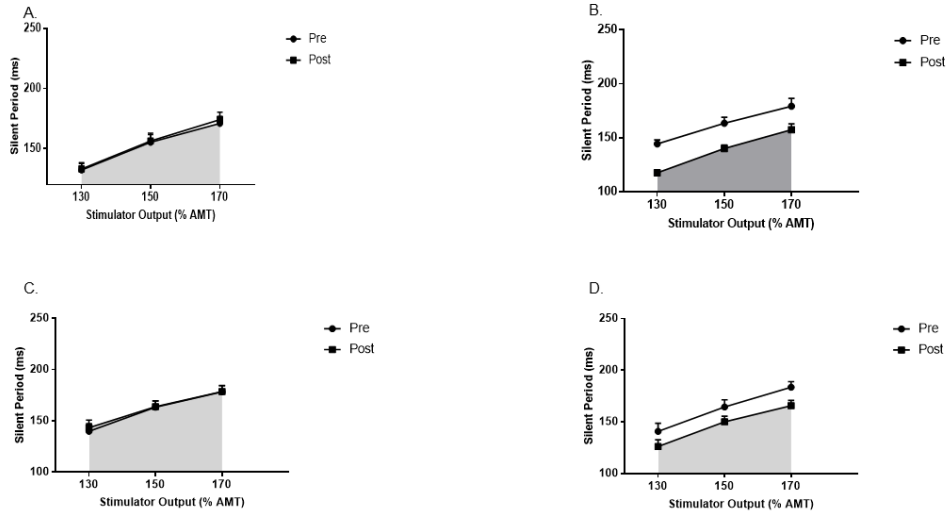 A.
250
200
150
Silent Period (ms)
130 150 170
Stimulator Output (% AMT)
Pre
Post
B.
250
200
150
100
Silent Period (ms)
130 150 170
Stimulator Output (% AMT)
Pre
Post
C.
250
200
150
100
Silent Period (ms)
130 150 170
Stimulator Output (% AMT)
Pre
Post
D.
250
200
150
100
Silent Period (ms)
130 150 170
Stimulator Output (% AMT)
Pre
Post